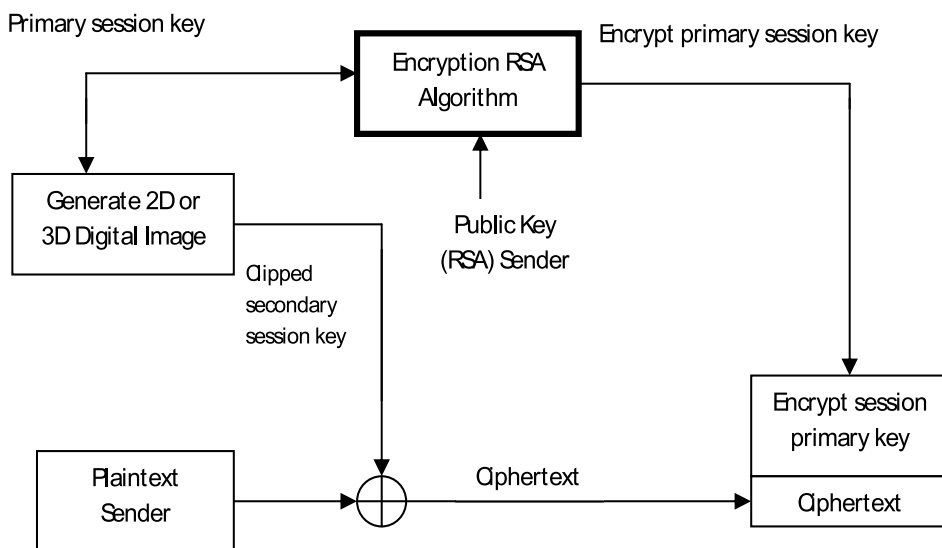 Primary session key
Encrypt primary session key
Encryption RSA
Algorithm
Generate 2D or
3D Digital Image
Public Key
(RSA) Sender
Clipped
secondary
session key
Encrypt session
primary key
Plaintext
Sender
Ciphertext
Ciphertext